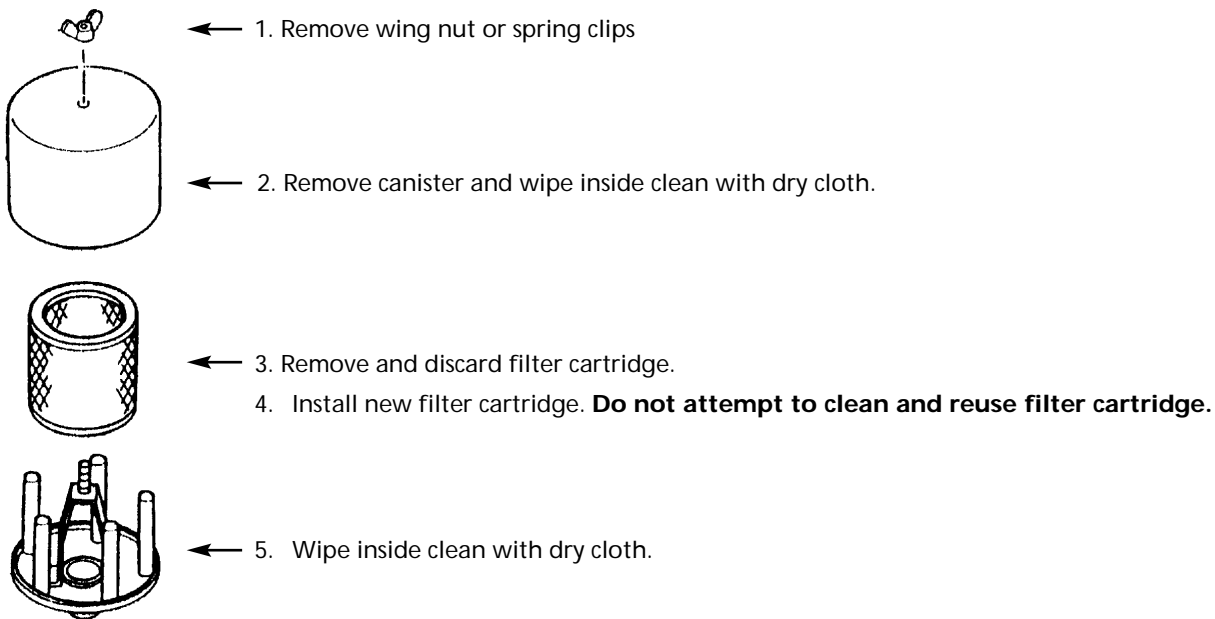 1. Remove wing nut or spring clips
2. Remove canister and wipe inside clean with dry cloth.
3. Remove and discard filter cartridge.
4. Install new filter cartridge. Do not attempt to clean and reuse filter cartridge.
5. Wipe inside clean with dry cloth.